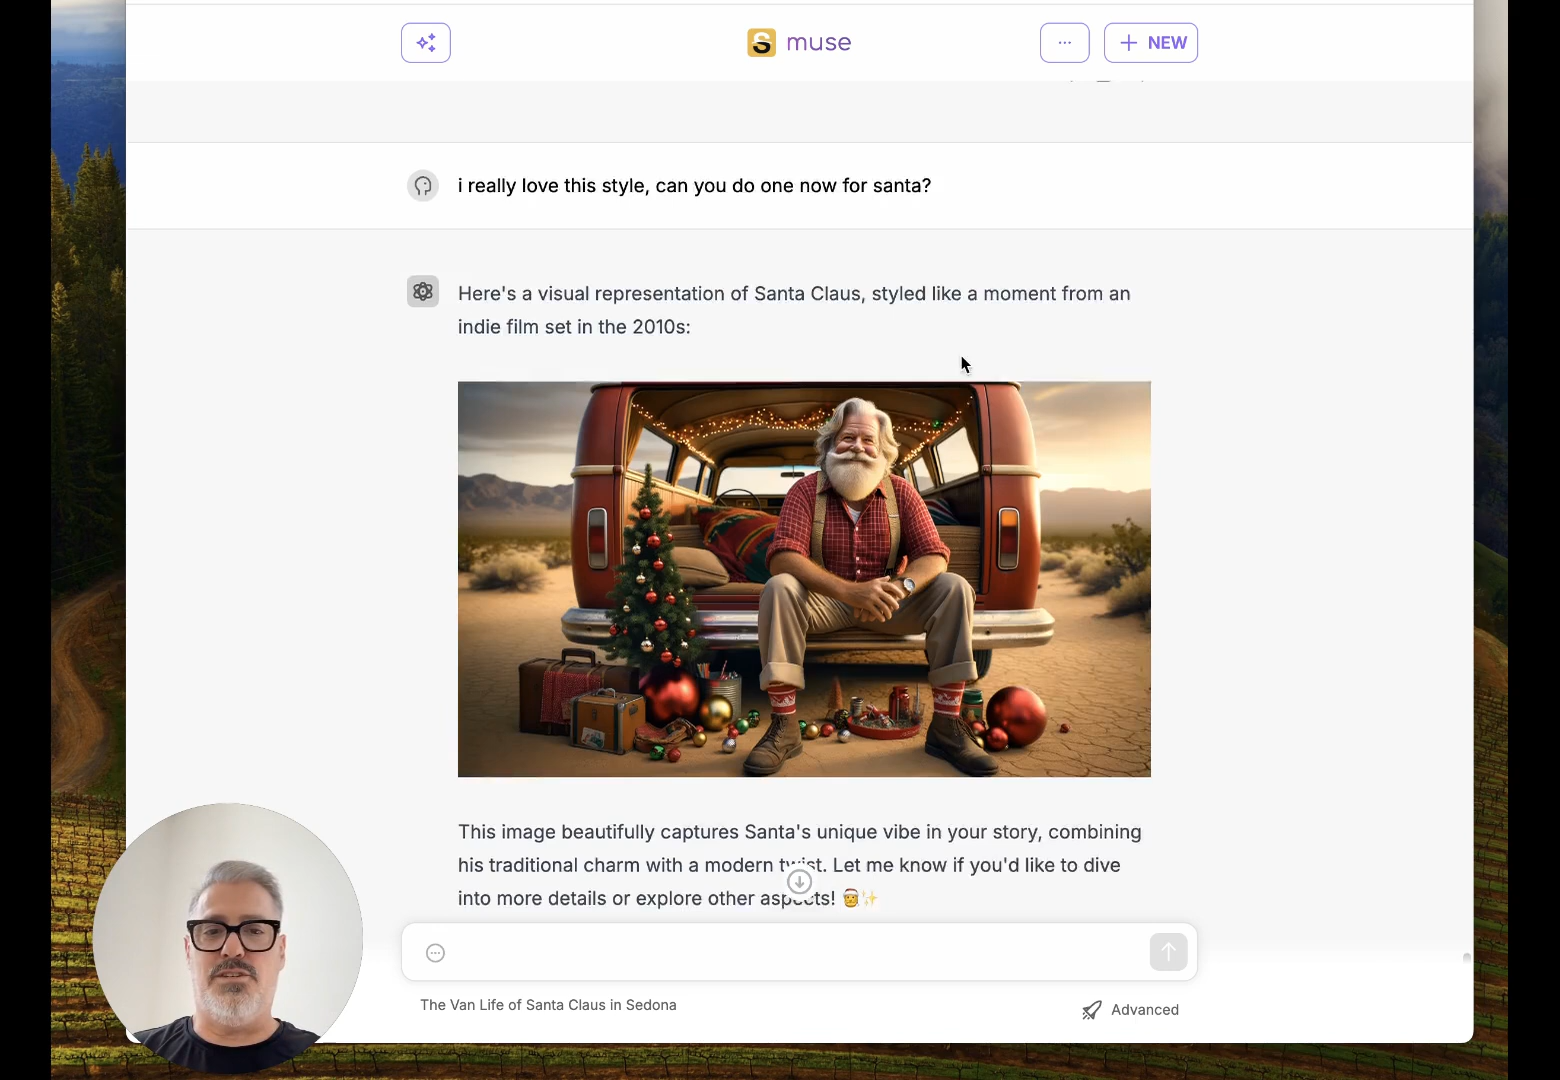 S muse
...
+ NEW
i really love this style, can you do one now for santa?
Here's a visual representation of Santa Claus, styled like a moment from an
indie film set in the 2010s:
This image beautifully captures Santa's unique vibe in your story, combining
his traditional charm with a modern twist. Let me know if you'd like to dive
into more details or explore other aspects! 🎅✨
The Van Life of Santa Claus in Sedona
Advanced